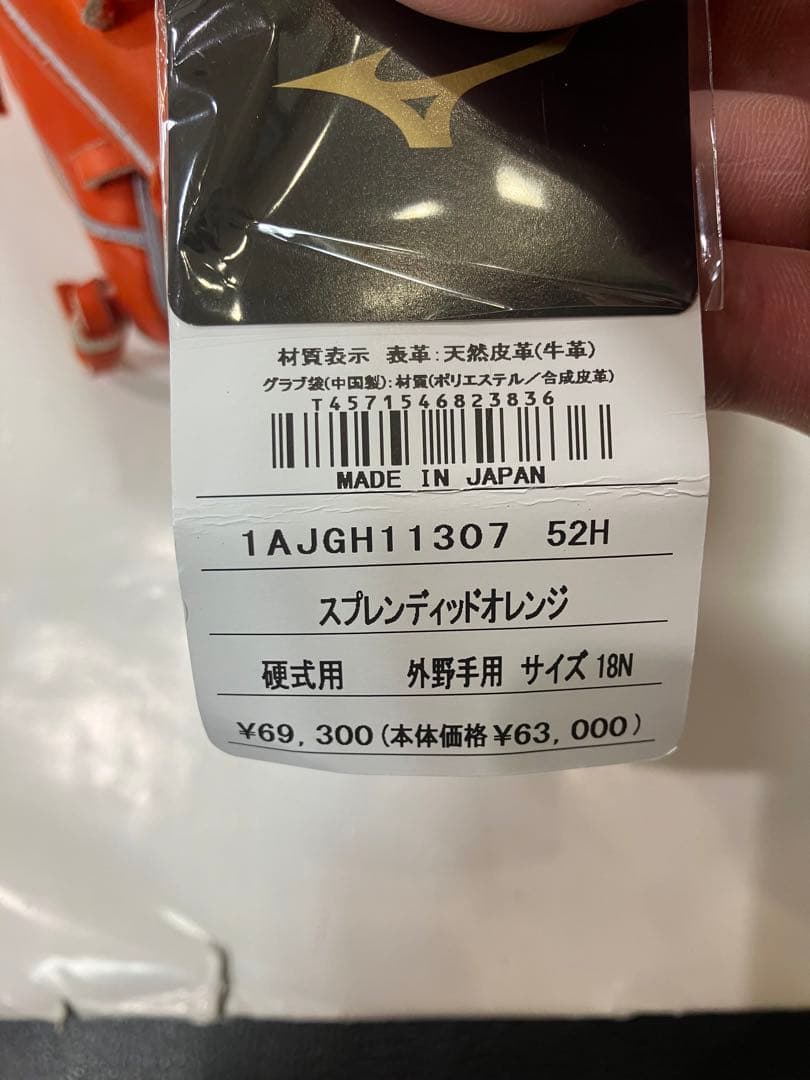 材質表示 表革:天然皮革(牛革)
グラブ袋(中国製):材質(ポリエステル/合成皮革)
T4571546823836
MADE IN JAPAN
1AJGH11307 52H
スプレンディッドオレンジ
硬式用 外野手用 サイズ18N
¥69,300(本体価格¥63,000)